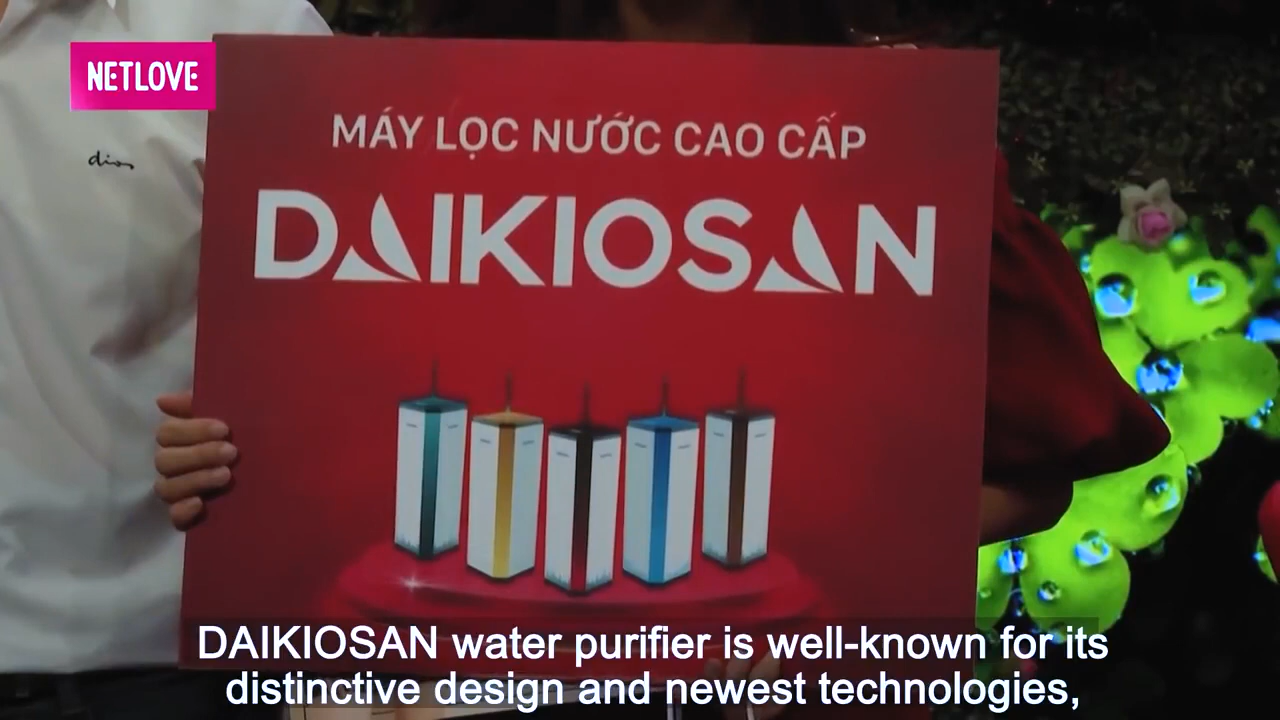 NETLOVE
dior
MÁY LỌC NƯỚC CAO CẤP
DAIKIOSAN
DAIKIOSAN water purifier is well-known for its
distinctive design and newest technologies,